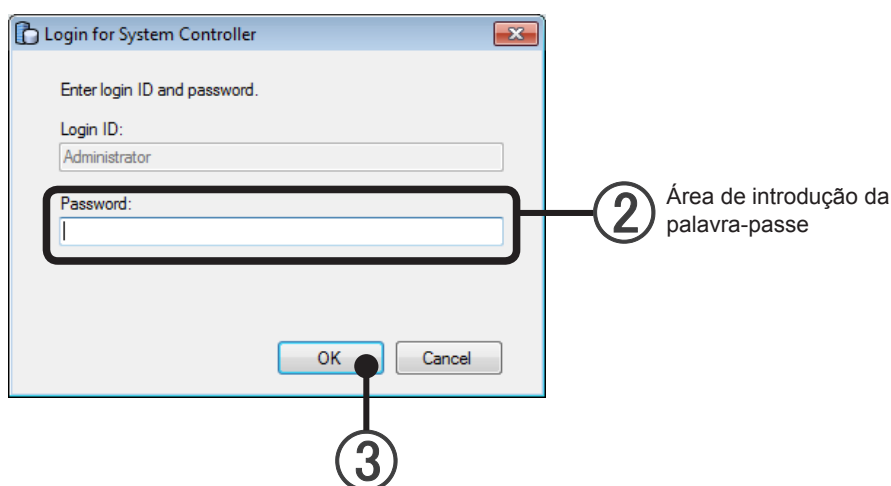 Login for System Controller
Enter login ID and password.
Login ID:
Administrator
Password:
2
Área de introdução da
palavra-passe
OK
Cancel
3